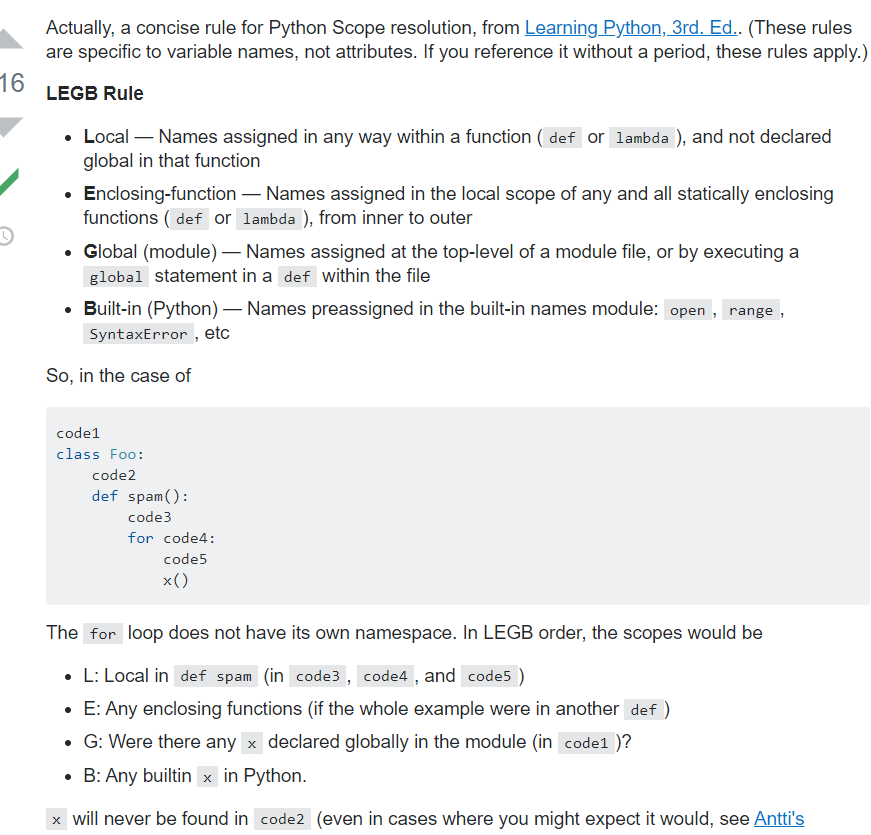 Actually, a concise rule for Python Scope resolution, from Learning Python, 3rd. Ed.. (These rules
are specific to variable names, not attributes. If you reference it without a period, these rules apply.)
16
LEGB Rule
• Local — Names assigned in any way within a function ( def or lambda ), and not declared
global in that function
• Enclosing-function — Names assigned in the local scope of any and all statically enclosing
functions ( def or lambda ), from inner to outer
• Global (module) — Names assigned at the top-level of a module file, or by executing a
global statement in a def within the file
• Built-in (Python) — Names preassigned in the built-in names module: open , range ,
SyntaxError , etc
So, in the case of
code1
class Foo:
    code2
    def spam():
        code3
        for code4:
            code5
            x()
The for loop does not have its own namespace. In LEGB order, the scopes would be
• L: Local in def spam (in code3 , code4 , and code5 )
• E: Any enclosing functions (if the whole example were in another def )
• G: Were there any x declared globally in the module (in code1 )?
• B: Any builtin x in Python.
x will never be found in code2 (even in cases where you might expect it would, see Antti's